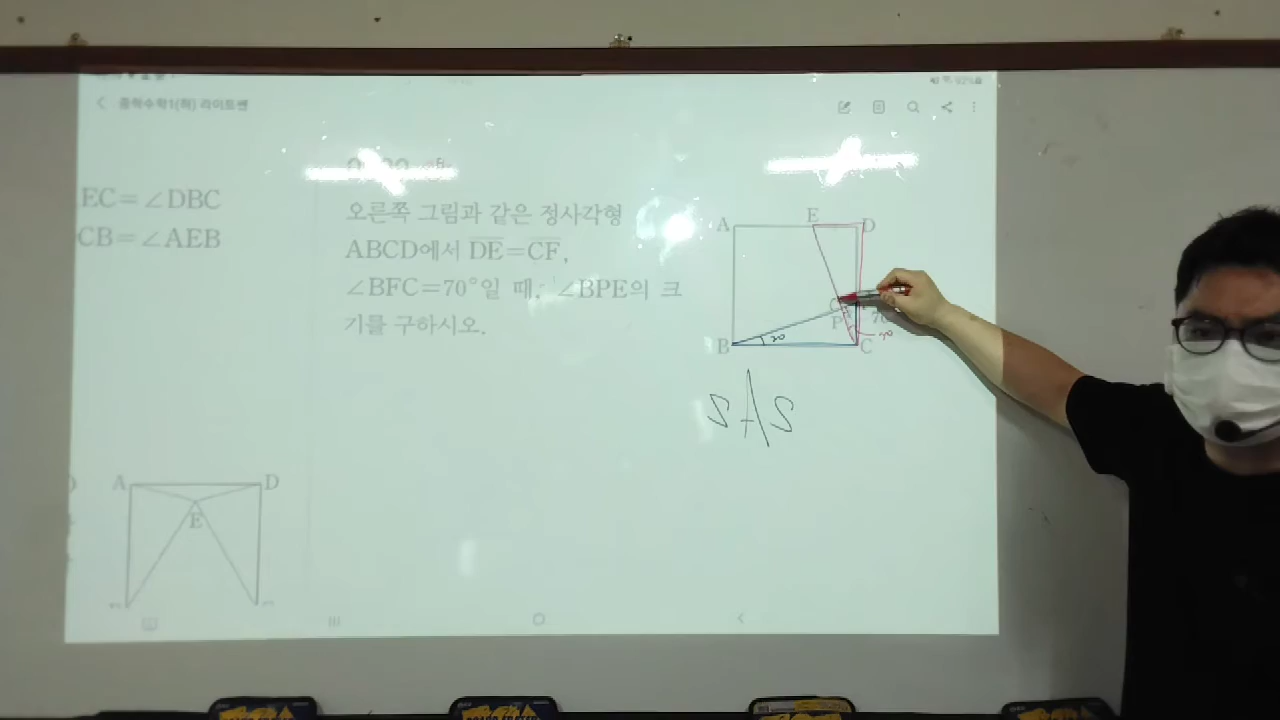 중학수학1(하) 라이트쎈
EC=∠DBC
CB=∠AEB
오른쪽 그림과 같은 정사각형
ABCD에서 DE=CF,
∠BFC=70°일 때, ∠BPE의 크
기를 구하시오.
A E D
P 70
B 20 C 20
SAS
A D
E